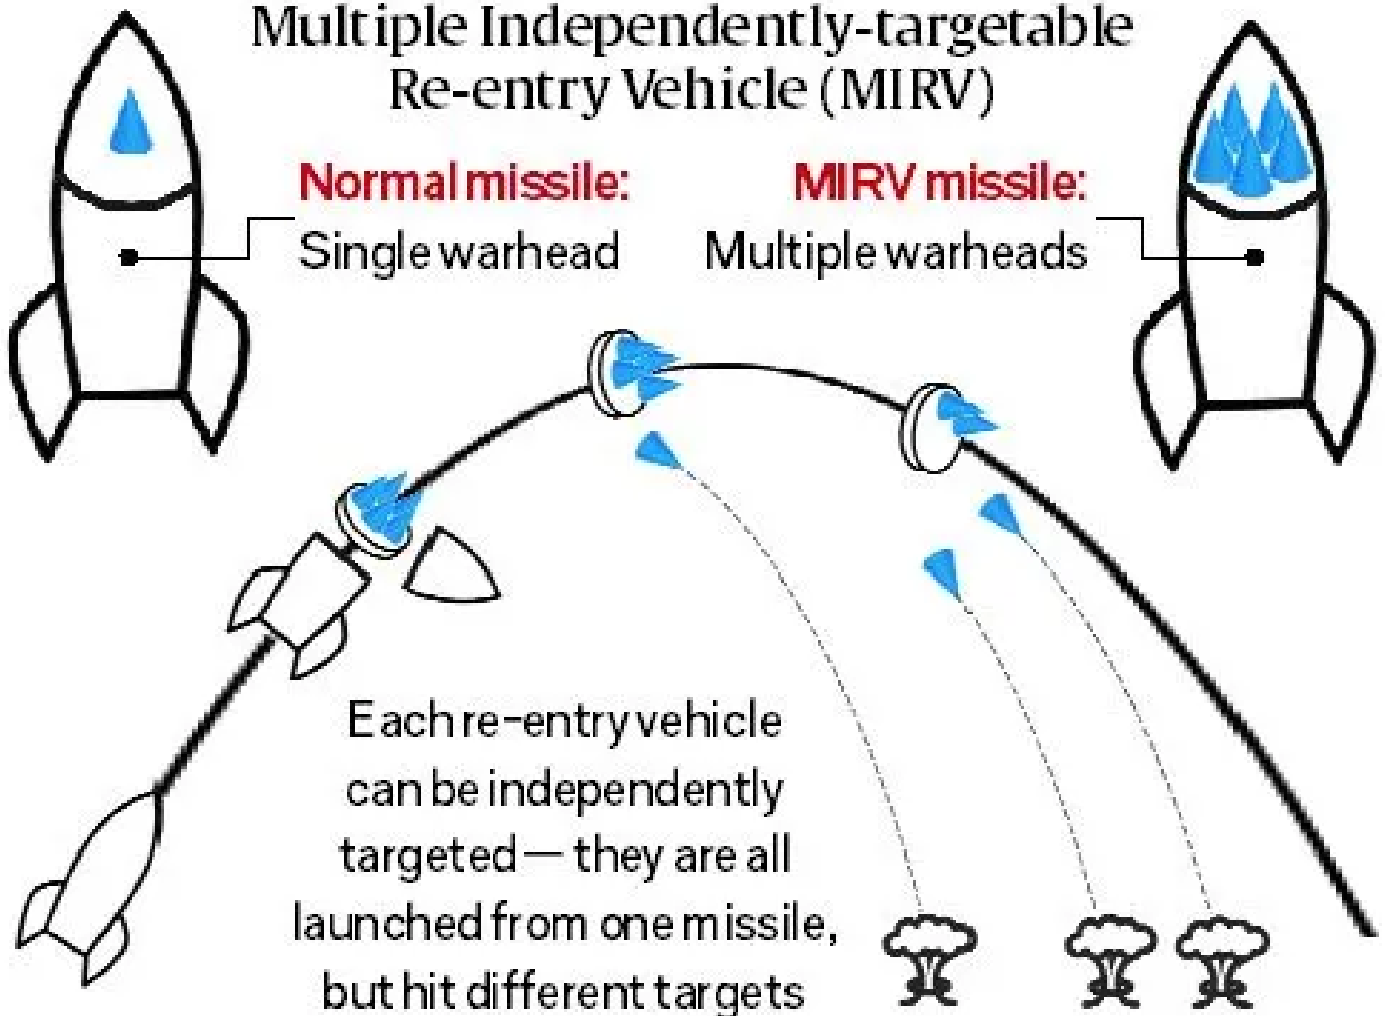 Multiple Independently-targetable
Re-entry Vehicle (MIRV)
Normal missile:
Single warhead
MIRV missile:
Multiple warheads
Each re-entry vehicle
can be independently
targeted — they are all
launched from one missile,
but hit different targets